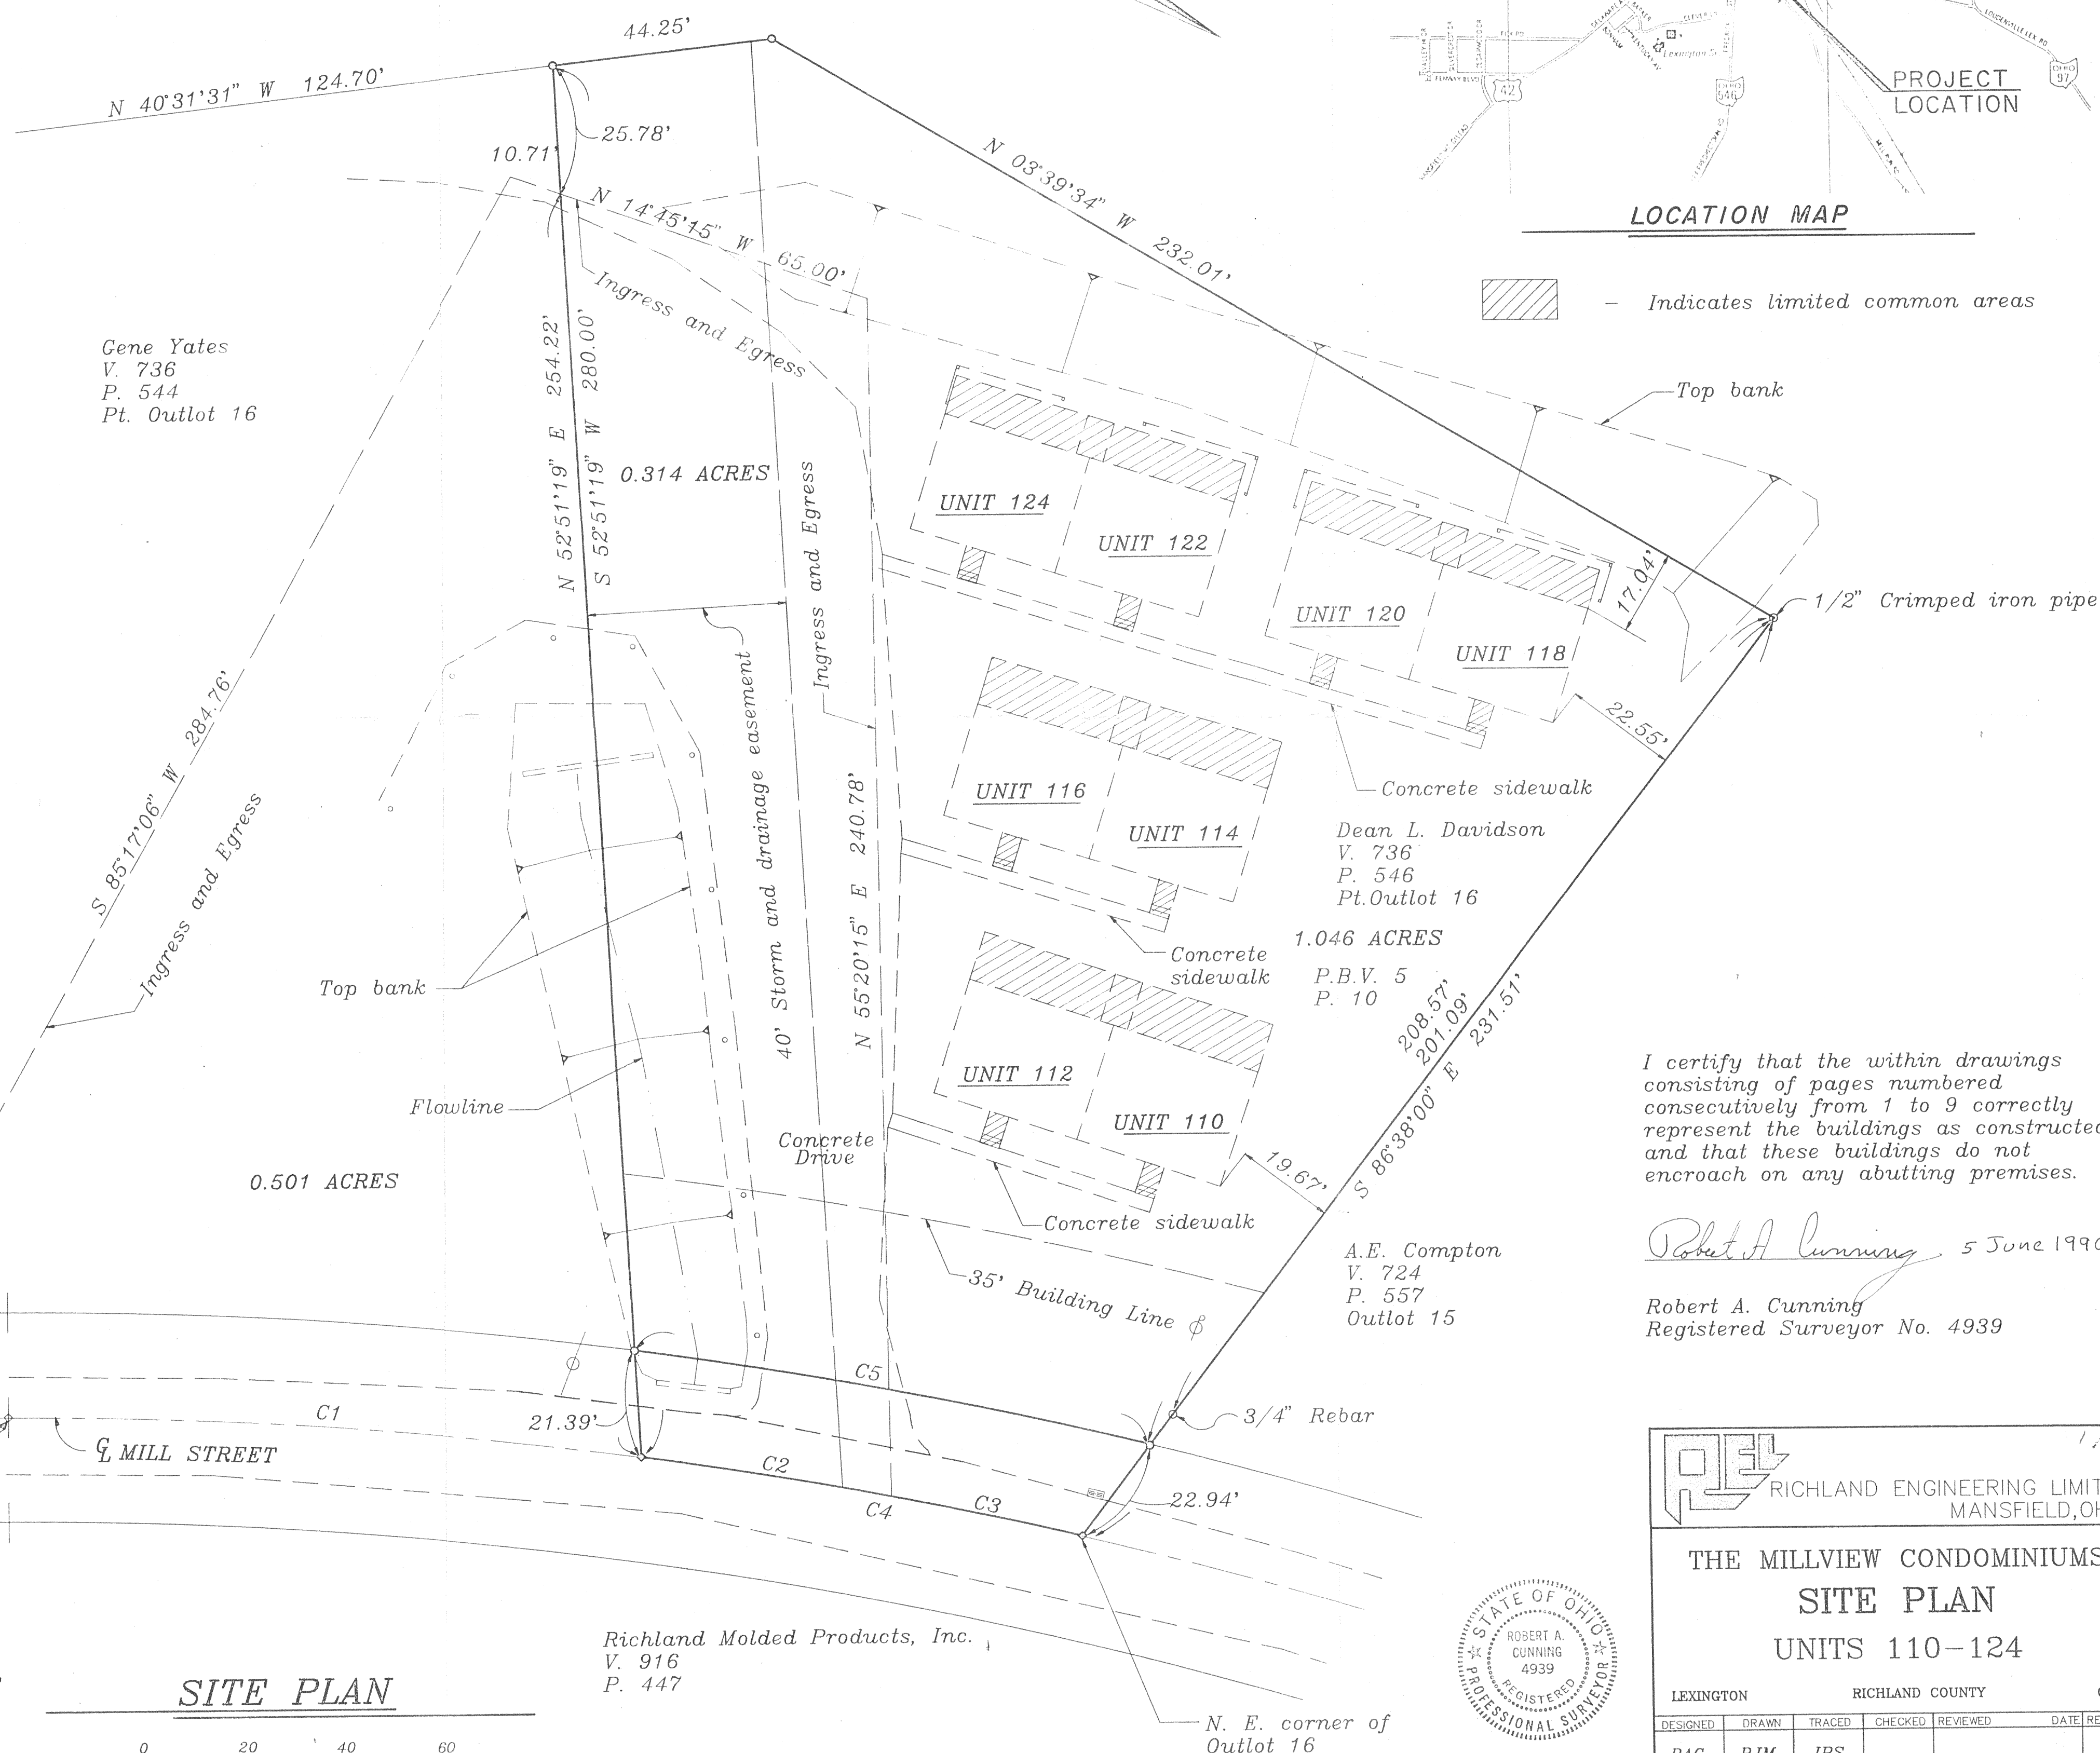 44.25'
N 40°31'31" W 124.70'
25.78'
10.71'
N 14°45'15" W 65.00'
Ingress and Egress
N 03°39'34" W 232.01'
FLEMWAY BLVD
42
546
OHIO
97
Lexington
PROJECT
LOCATION
LOCATION MAP
- Indicates limited common areas
Top bank
Gene Yates
V. 736
P. 544
Pt. Outlot 16
N 52°51'19" E 254.22'
S 52°51'19" W 280.00'
0.314 ACRES
Ingress and Egress
UNIT 124
UNIT 122
UNIT 120
UNIT 118
17.04'
1/2" Crimped iron pipe
22.55'
40' Storm and drainage easement
S 85°17'06" W 284.76'
Ingress and Egress
N 55°20'15" E 240.78'
UNIT 116
UNIT 114
Concrete sidewalk
Dean L. Davidson
V. 736
P. 546
Pt.Outlot 16
1.046 ACRES
P.B.V. 5
P. 10
Concrete
sidewalk
Top bank
208.57'
201.09'
S 86°38'00" E 231.51'
UNIT 112
UNIT 110
19.67'
Flowline
Concrete
Drive
0.501 ACRES
Concrete sidewalk
35' Building Line
A.E. Compton
V. 724
P. 557
Outlot 15
I certify that the within drawings
consisting of pages numbered
consecutively from 1 to 9 correctly
represent the buildings as constructed
and that these buildings do not
encroach on any abutting premises.
Robert A Cunning, 5 June 1990
Robert A. Cunning
Registered Surveyor No. 4939
C5
C1
21.39'
℄ MILL STREET
3/4" Rebar
C2
C4
C3
22.94'
Richland Molded Products, Inc.
V. 916
P. 447
N. E. corner of
Outlot 16
SITE PLAN
0 20 40 60
STATE OF OHIO
ROBERT A.
CUNNING
4939
REGISTERED
PROFESSIONAL SURVEYOR
REL
RICHLAND ENGINEERING LIMIT
MANSFIELD,OH
THE MILLVIEW CONDOMINIUMS
SITE PLAN
UNITS 110-124
LEXINGTON RICHLAND COUNTY
DESIGNED DRAWN TRACED CHECKED REVIEWED DATE RE